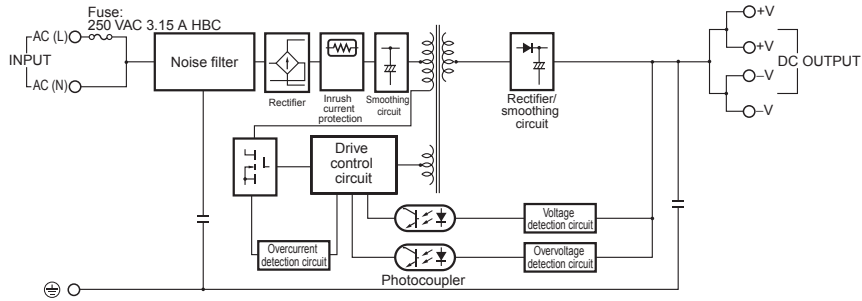 Fuse:
250 VAC 3.15 A HBC
AC (L)
INPUT
AC (N)
Noise filter
Rectifier
Inrush
current
protection
Smoothing
circuit
Rectifier/
smoothing
circuit
+V
+V
DC OUTPUT
–V
–V
Drive
control
circuit
Overcurrent
detection circuit
Voltage
detection circuit
Overvoltage
detection circuit
Photocoupler